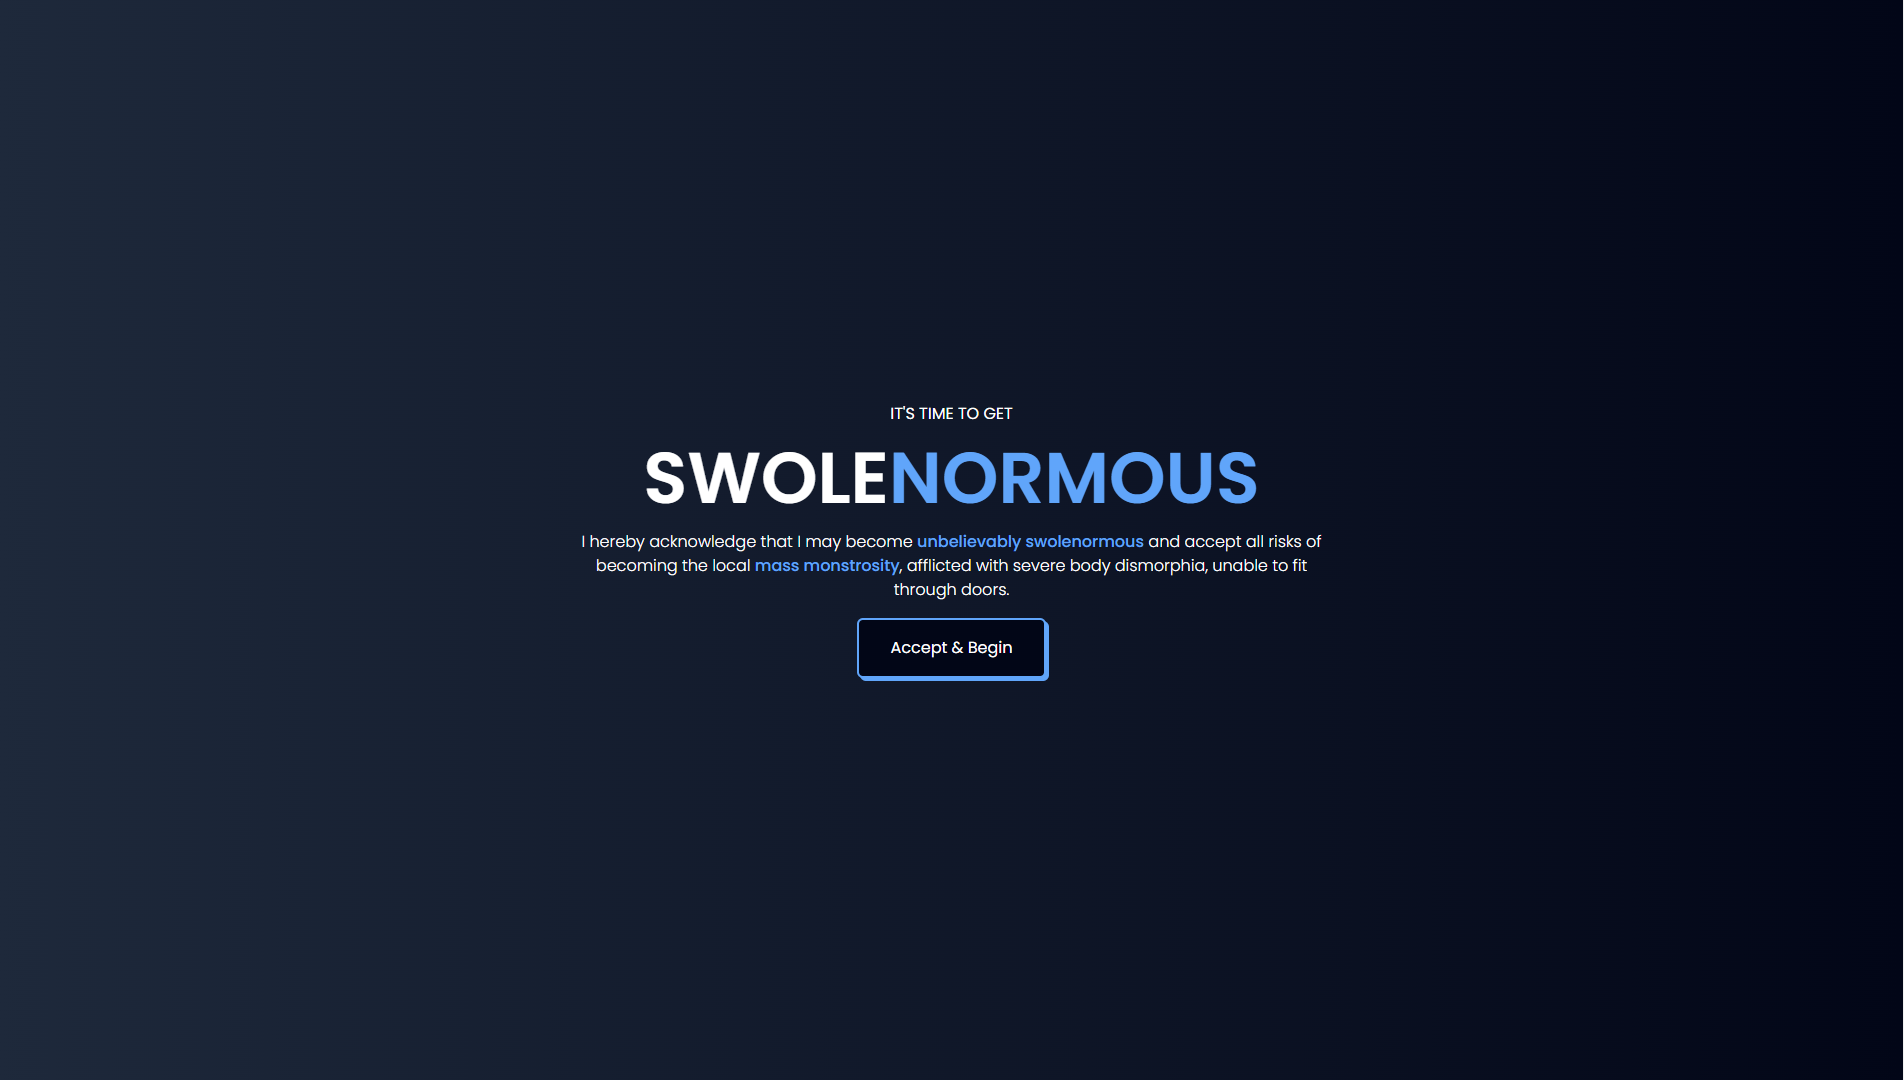 IT'S TIME TO GET
SWOLENORMOUS
I hereby acknowledge that I may become unbelievably swolenormous and accept all risks of
becoming the local mass monstrosity, afflicted with severe body dismorphia, unable to fit
through doors.
Accept & Begin